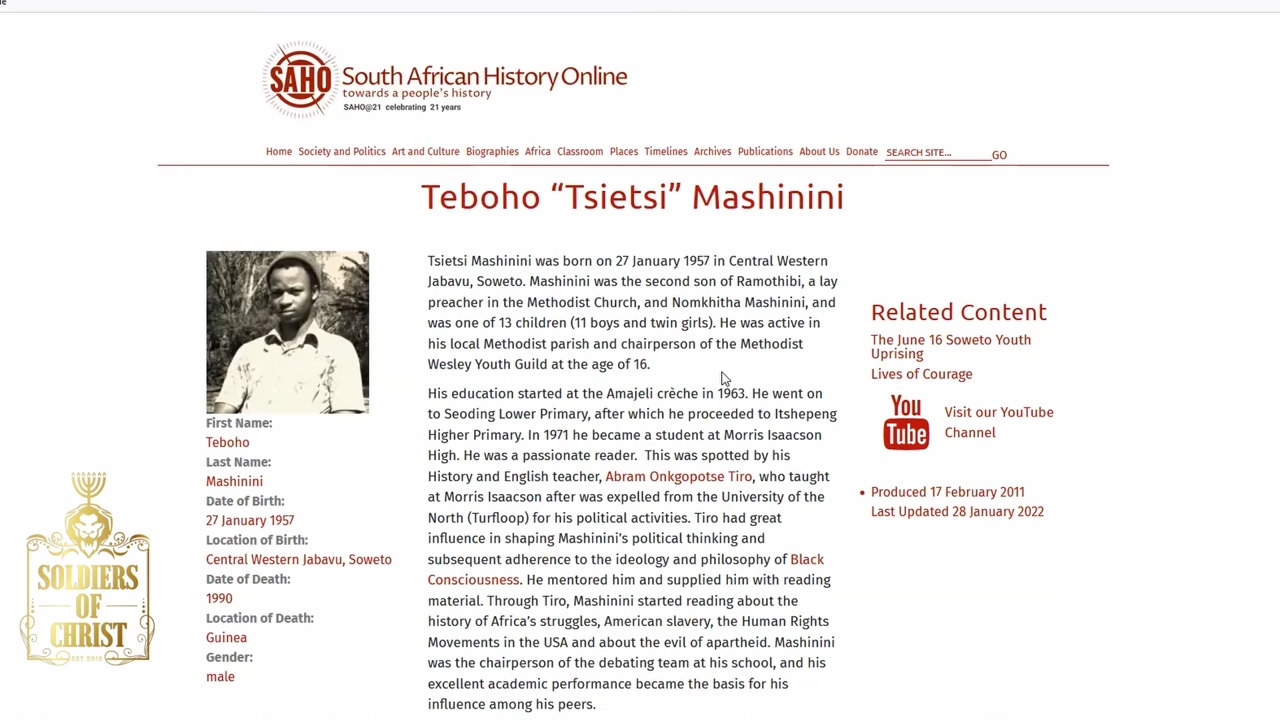 SAHO
South African History Online
towards a people's history
SAHO@21 celebrating 21 years
Home Society and Politics Art and Culture Biographies Africa Classroom Places Timelines Archives Publications About Us Donate SEARCH SITE... GO
Teboho “Tsietsi” Mashinini
Tsietsi Mashinini was born on 27 January 1957 in Central Western
Jabavu, Soweto. Mashinini was the second son of Ramothibi, a lay
preacher in the Methodist Church, and Nomkhitha Mashinini, and
was one of 13 children (11 boys and twin girls). He was active in
his local Methodist parish and chairperson of the Methodist
Wesley Youth Guild at the age of 16.
His education started at the Amajeli crèche in 1963. He went on
to Seoding Lower Primary, after which he proceeded to Itshepeng
Higher Primary. In 1971 he became a student at Morris Isaacson
High. He was a passionate reader. This was spotted by his
History and English teacher, Abram Onkgopotse Tiro, who taught
at Morris Isaacson after was expelled from the University of the
North (Turfloop) for his political activities. Tiro had great
influence in shaping Mashinini's political thinking and
subsequent adherence to the ideology and philosophy of Black
Consciousness. He mentored him and supplied him with reading
material. Through Tiro, Mashinini started reading about the
history of Africa’s struggles, American slavery, the Human Rights
Movements in the USA and about the evil of apartheid. Mashinini
was the chairperson of the debating team at his school, and his
excellent academic performance became the basis for his
influence among his peers.
First Name:
Teboho
Last Name:
Mashinini
Date of Birth:
27 January 1957
Location of Birth:
Central Western Jabavu, Soweto
Date of Death:
1990
Location of Death:
Guinea
Gender:
male
Related Content
The June 16 Soweto Youth
Uprising
Lives of Courage
You
Tube
Visit our YouTube
Channel
• Produced 17 February 2011
Last Updated 28 January 2022
SOLDIERS
OF
CHRIST
EST 2015